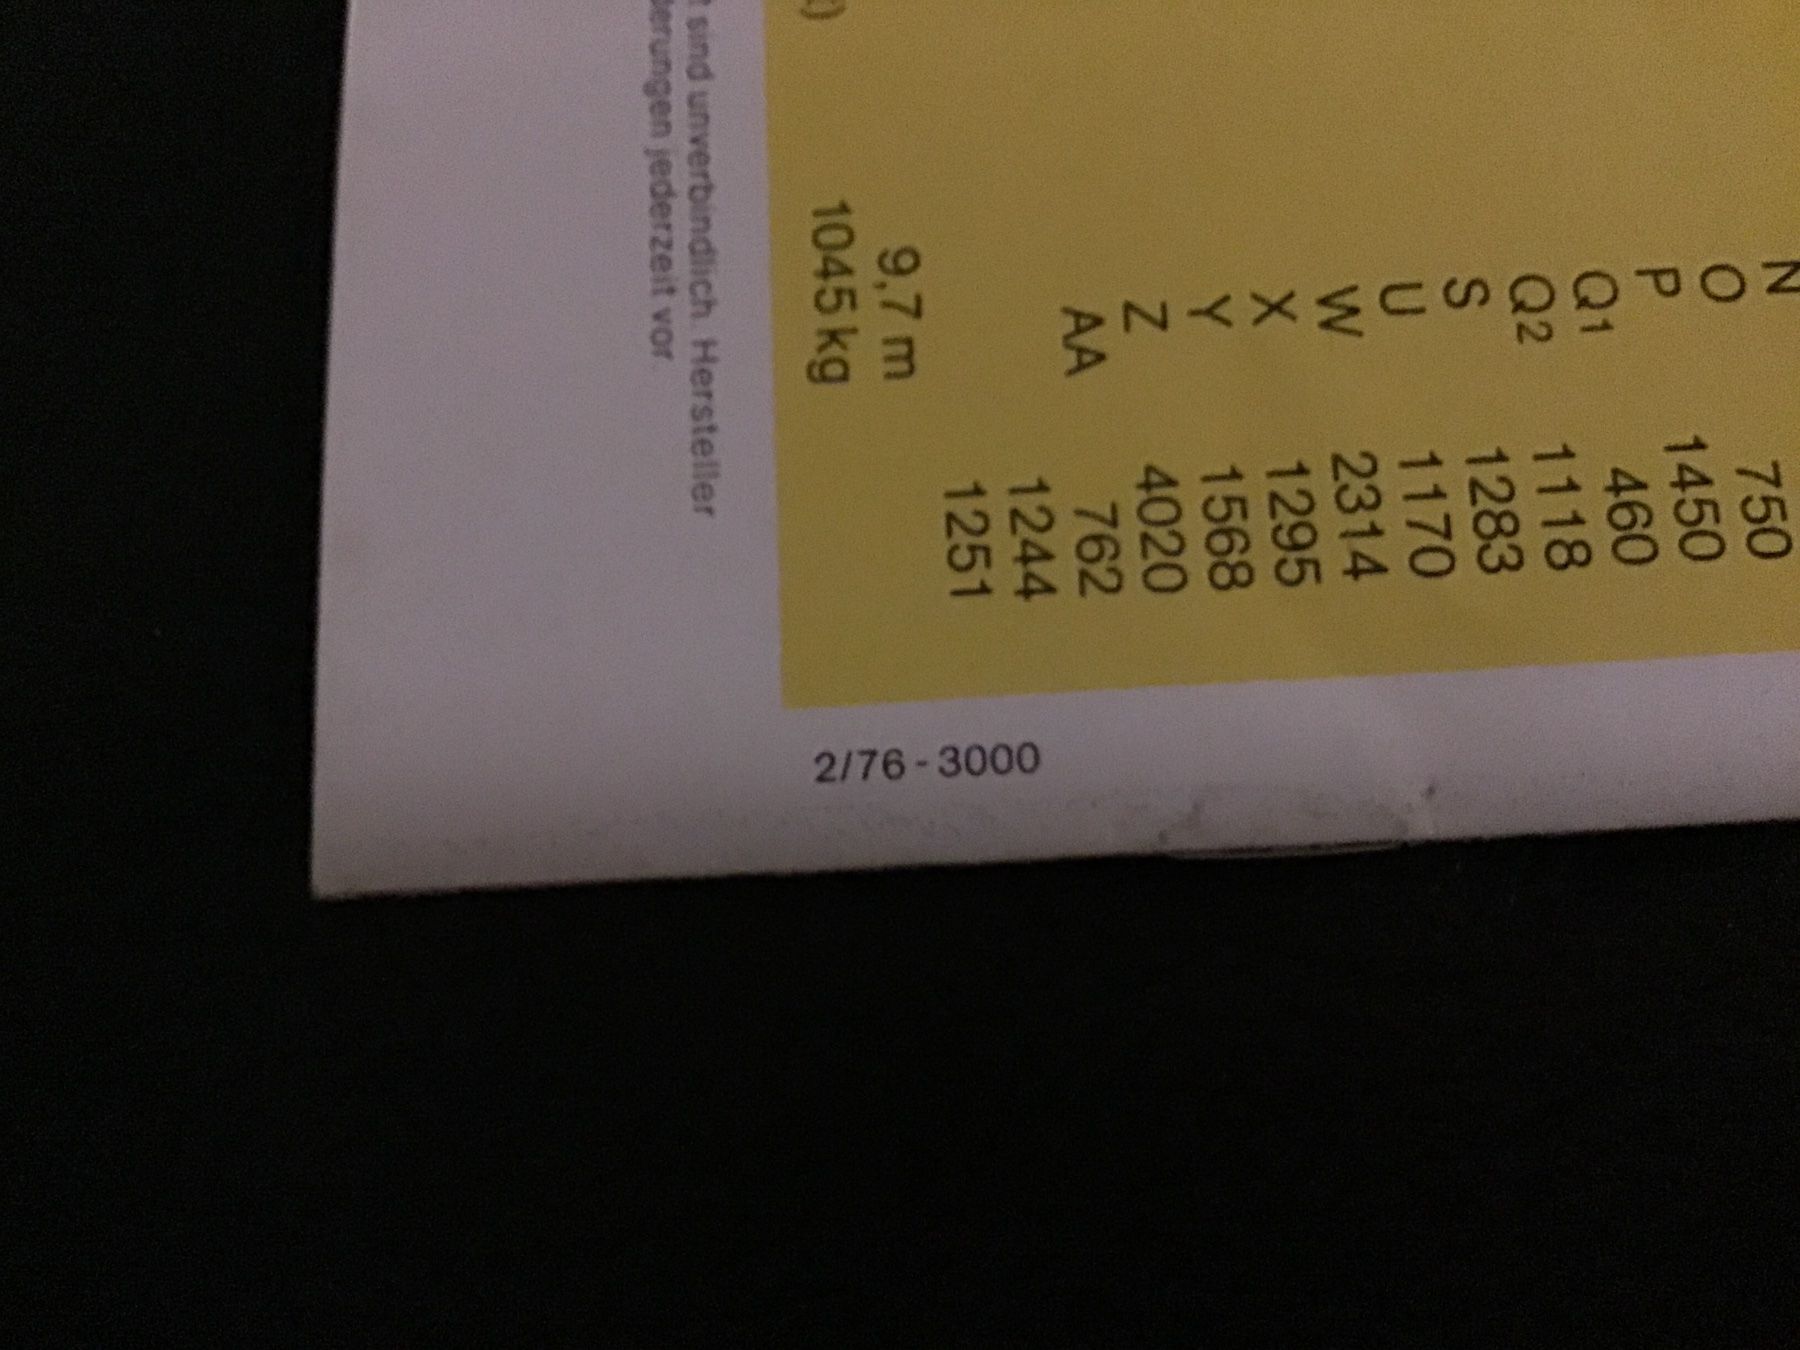 N
O 750
P 1450
Q1 460
Q2 1118
S 1283
U 1170
W 2314
X 1295
Y 1568
Z 4020
AA 762
1244
1251
9,7 m
1045 kg
sind unverbindlich. Hersteller
jederzeit vor.
2/76 - 3000